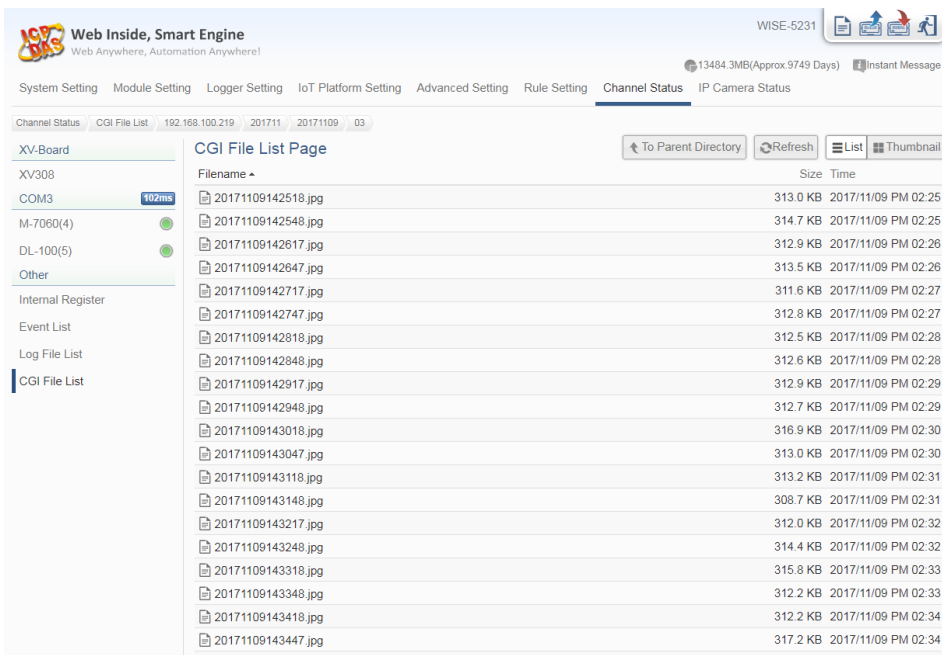 ICP DAS
Web Inside, Smart Engine
Web Anywhere, Automation Anywhere!
WISE-5231
13484.3MB(Approx.9749 Days) Instant Message
System Setting Module Setting Logger Setting IoT Platform Setting Advanced Setting Rule Setting Channel Status IP Camera Status
Channel Status CGI File List 192.168.100.219 201711 20171109 03
XV-Board
XV308
COM3 102ms
M-7060(4)
DL-100(5)
Other
Internal Register
Event List
Log File List
CGI File List
CGI File List Page
To Parent Directory Refresh List Thumbnail
Filename Size Time
20171109142518.jpg 313.0 KB 2017/11/09 PM 02:25
20171109142548.jpg 314.7 KB 2017/11/09 PM 02:25
20171109142617.jpg 312.9 KB 2017/11/09 PM 02:26
20171109142647.jpg 313.5 KB 2017/11/09 PM 02:26
20171109142717.jpg 311.6 KB 2017/11/09 PM 02:27
20171109142747.jpg 312.8 KB 2017/11/09 PM 02:27
20171109142818.jpg 312.5 KB 2017/11/09 PM 02:28
20171109142848.jpg 312.6 KB 2017/11/09 PM 02:28
20171109142917.jpg 312.9 KB 2017/11/09 PM 02:29
20171109142948.jpg 312.7 KB 2017/11/09 PM 02:29
20171109143018.jpg 316.9 KB 2017/11/09 PM 02:30
20171109143047.jpg 313.0 KB 2017/11/09 PM 02:30
20171109143118.jpg 313.2 KB 2017/11/09 PM 02:31
20171109143148.jpg 308.7 KB 2017/11/09 PM 02:31
20171109143217.jpg 312.0 KB 2017/11/09 PM 02:32
20171109143248.jpg 314.4 KB 2017/11/09 PM 02:32
20171109143318.jpg 315.8 KB 2017/11/09 PM 02:33
20171109143348.jpg 312.2 KB 2017/11/09 PM 02:33
20171109143418.jpg 312.2 KB 2017/11/09 PM 02:34
20171109143447.jpg 317.2 KB 2017/11/09 PM 02:34